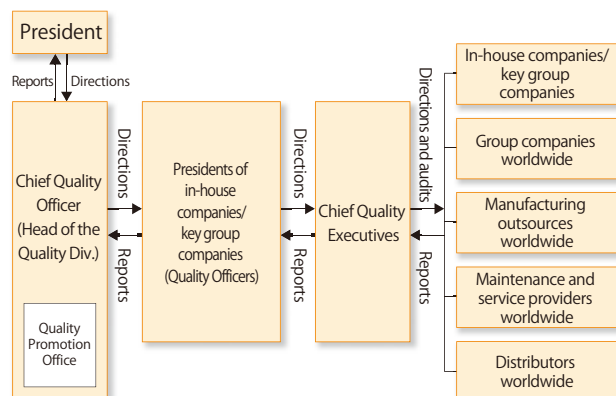 President
Reports
Directions
Chief Quality
Officer
(Head of the
Quality Div.)
Quality
Promotion
Office
Directions
Reports
Presidents of
in-house
companies/
key group
companies
(Quality Officers)
Directions
Reports
Chief Quality
Executives
Directions and audits
Reports
In-house companies/
key group
companies
Group companies
worldwide
Manufacturing
outsources
worldwide
Maintenance and
service providers
worldwide
Distributors
worldwide